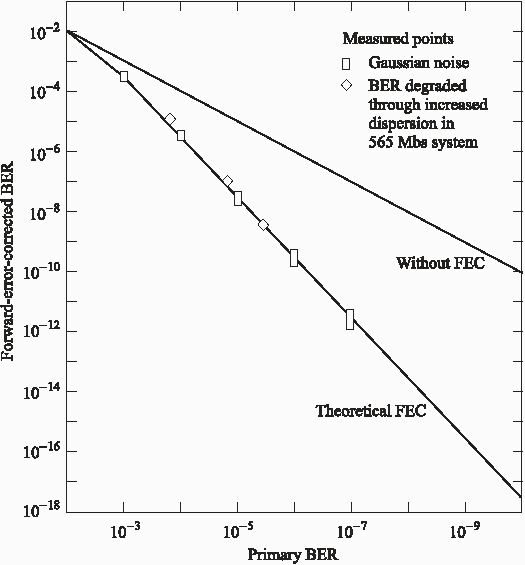 Measured points
Gaussian noise
BER degraded
through increased
dispersion in
565 Mbs system
Forward-error-corrected BER
10−2
10−4
10−6
10−8
10−10
10−12
10−14
10−16
10−18
Without FEC
Theoretical FEC
10−3
10−5
10−7
10−9
Primary BER